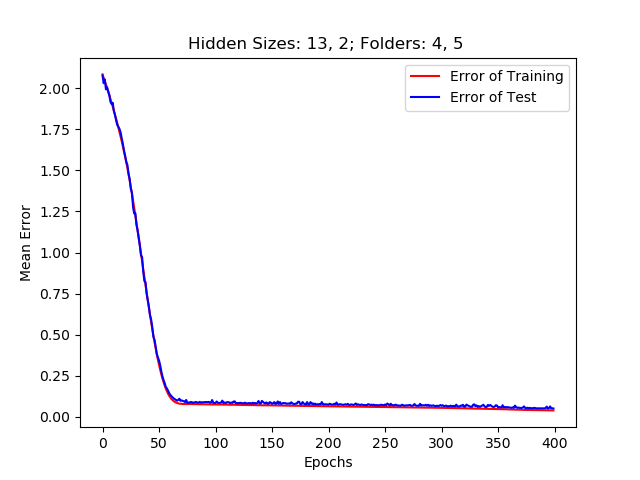 Hidden Sizes: 13, 2; Folders: 4, 5
Error of Training
Error of Test
2.00
1.75
1.50
1.25
1.00
0.75
0.50
0.25
0.00
Mean Error
0 50 100 150 200 250 300 350 400
Epochs